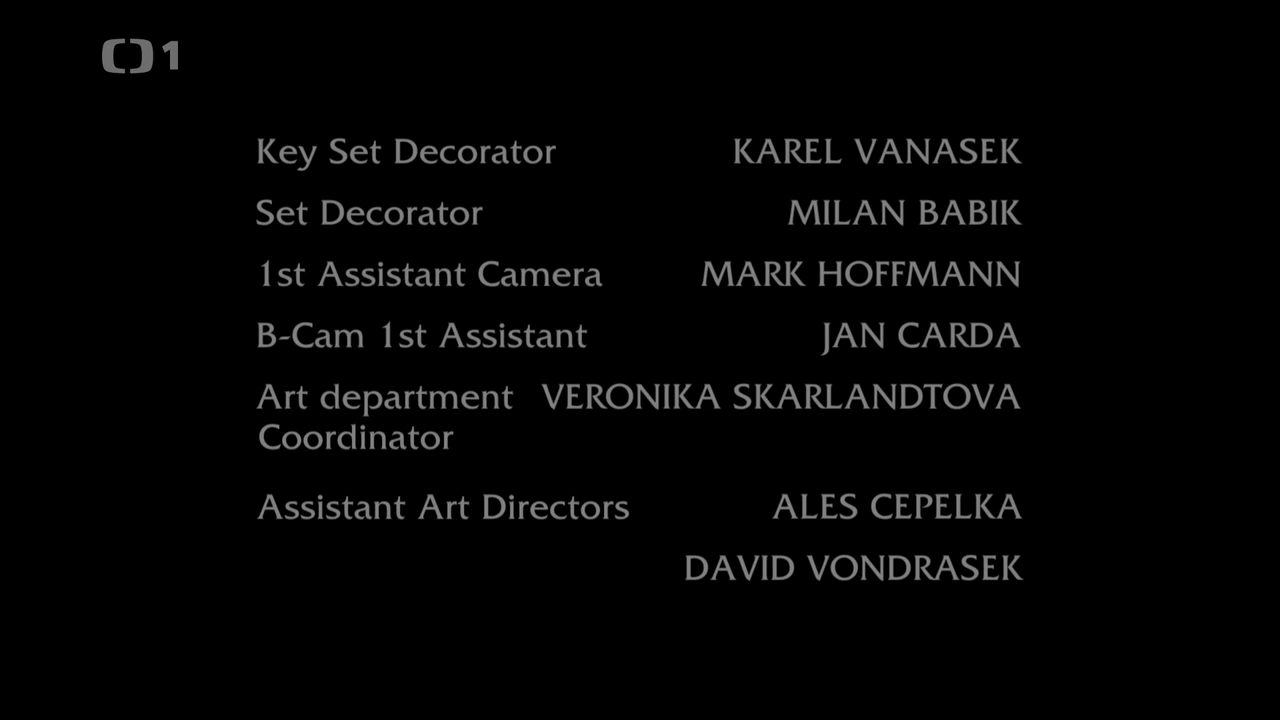 1
Key Set Decorator KAREL VANASEK
Set Decorator MILAN BABIK
1st Assistant Camera MARK HOFFMANN
B-Cam 1st Assistant JAN CARDA
Art department VERONIKA SKARLANDTOVA
Coordinator
Assistant Art Directors ALES CEPELKA
DAVID VONDRASEK